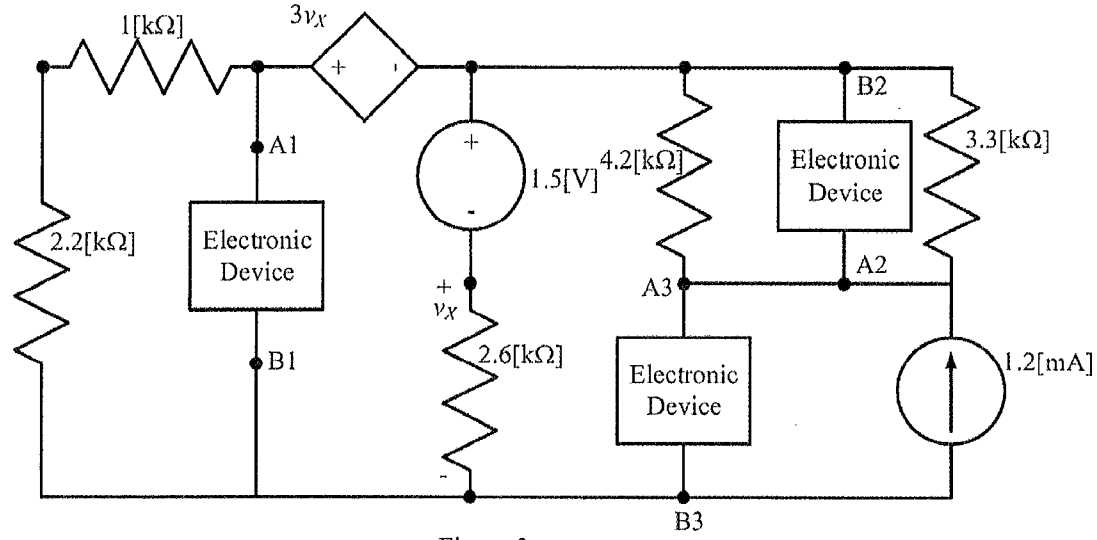 1[kΩ]
3vX
+ -
B2
A1
+
1.5[V]
-
4.2[kΩ]
Electronic
Device
3.3[kΩ]
2.2[kΩ]
Electronic
Device
A2
A3
+
vX
B1
2.6[kΩ]
Electronic
Device
1.2[mA]
-
B3